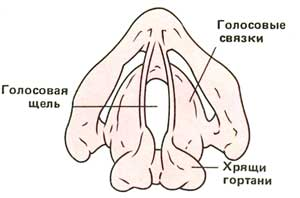 Голосовые
связки
Голосовая
щель
Хрящи
гортани